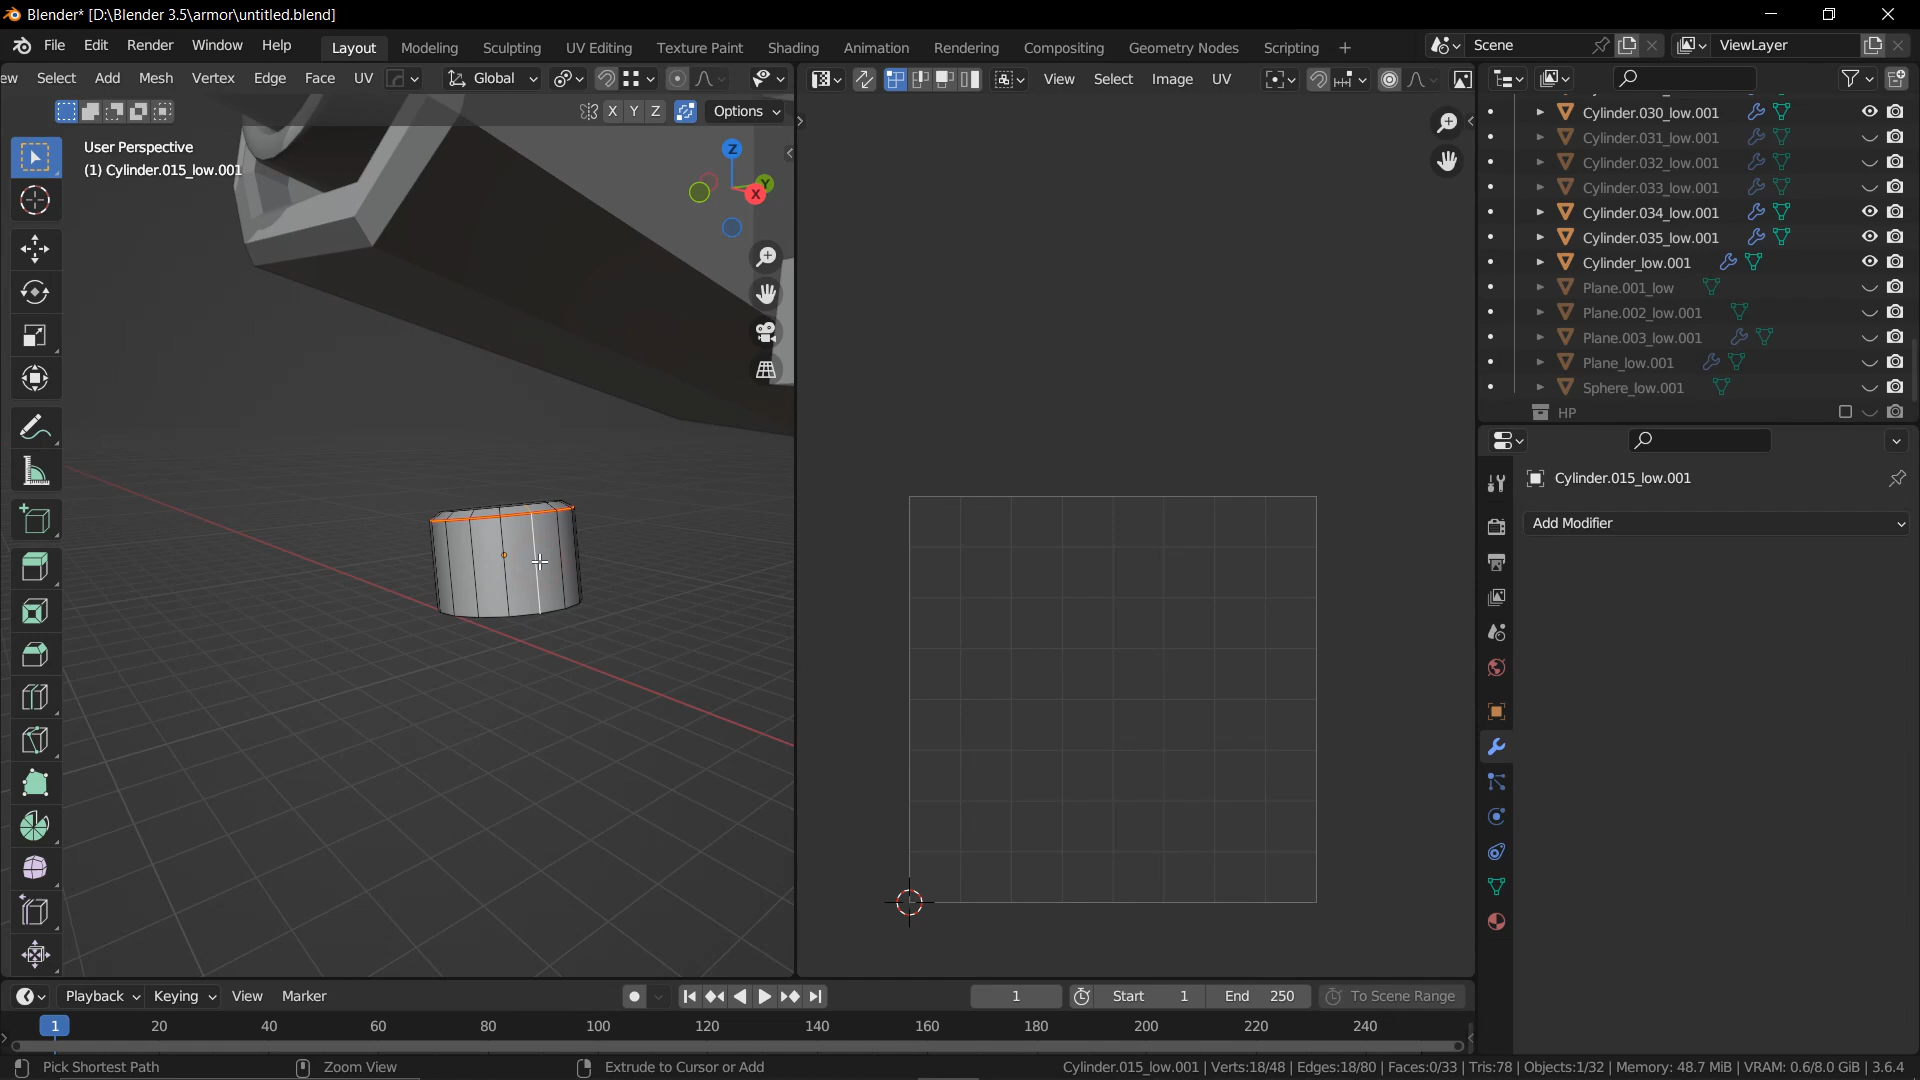 Blender* [D:\Blender 3.5\armor\untitled.blend]
File Edit Render Window Help Layout Modeling Sculpting UV Editing Texture Paint Shading Animation Rendering Compositing Geometry Nodes Scripting + Scene ViewLayer
ew Select Add Mesh Vertex Edge Face UV Global View Select Image UV
X Y Z Options
User Perspective
(1) Cylinder.015_low.001
Z
Y
X
Cylinder.030_low.001
Cylinder.031_low.001
Cylinder.032_low.001
Cylinder.033_low.001
Cylinder.034_low.001
Cylinder.035_low.001
Cylinder_low.001
Plane.001_low
Plane.002_low.001
Plane.003_low.001
Plane_low.001
Sphere_low.001
HP
Cylinder.015_low.001
Add Modifier
Playback Keying View Marker 1 Start 1 End 250 To Scene Range
1 20 40 60 80 100 120 140 160 180 200 220 240
Pick Shortest Path Zoom View Extrude to Cursor or Add Cylinder.015_low.001 | Verts:18/48 | Edges:18/80 | Faces:0/33 | Tris:78 | Objects:1/32 | Memory: 48.7 MiB | VRAM: 0.6/8.0 GiB | 3.6.4